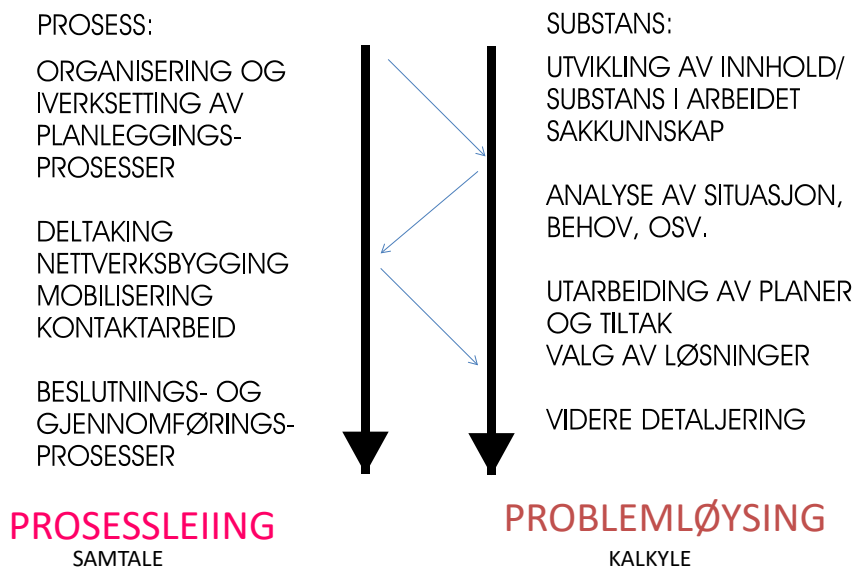 PROSESS:
ORGANISERING OG
IVERKSETTING AV
PLANLEGGINGS-
PROSESSER
DELTAKING
NETTVERKSBYGGING
MOBILISERING
KONTAKTARBEID
BESLUTNINGS- OG
GJENNOMFØRINGS-
PROSESSER
PROSESSLEIING
SAMTALE
SUBSTANS:
UTVIKLING AV INNHOLD/
SUBSTANS I ARBEIDET
SAKKUNNSKAP
ANALYSE AV SITUASJON,
BEHOV, OSV.
UTARBEIDING AV PLANER
OG TILTAK
VALG AV LØSNINGER
VIDERE DETALJERING
PROBLEMLØYSING
KALKYLE